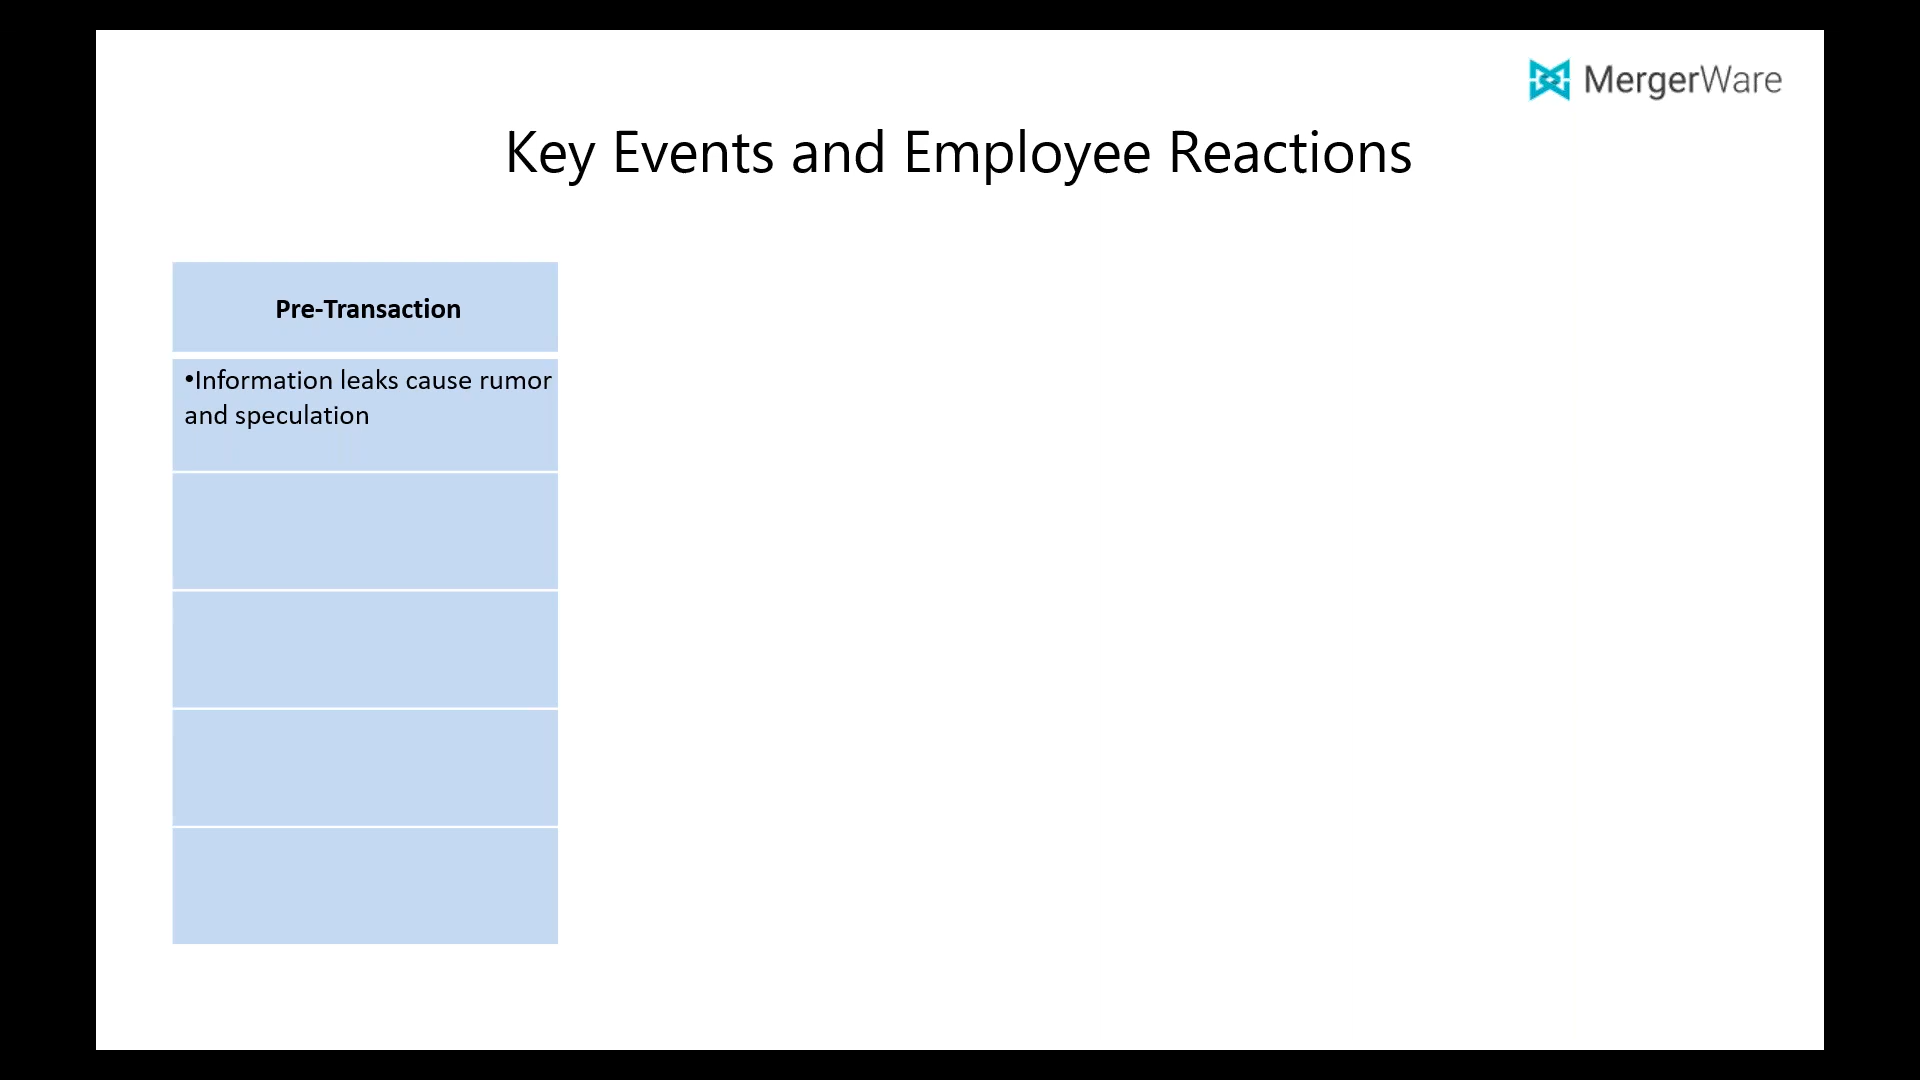 MergerWare
Key Events and Employee Reactions
Pre-Transaction
•Information leaks cause rumor
and speculation